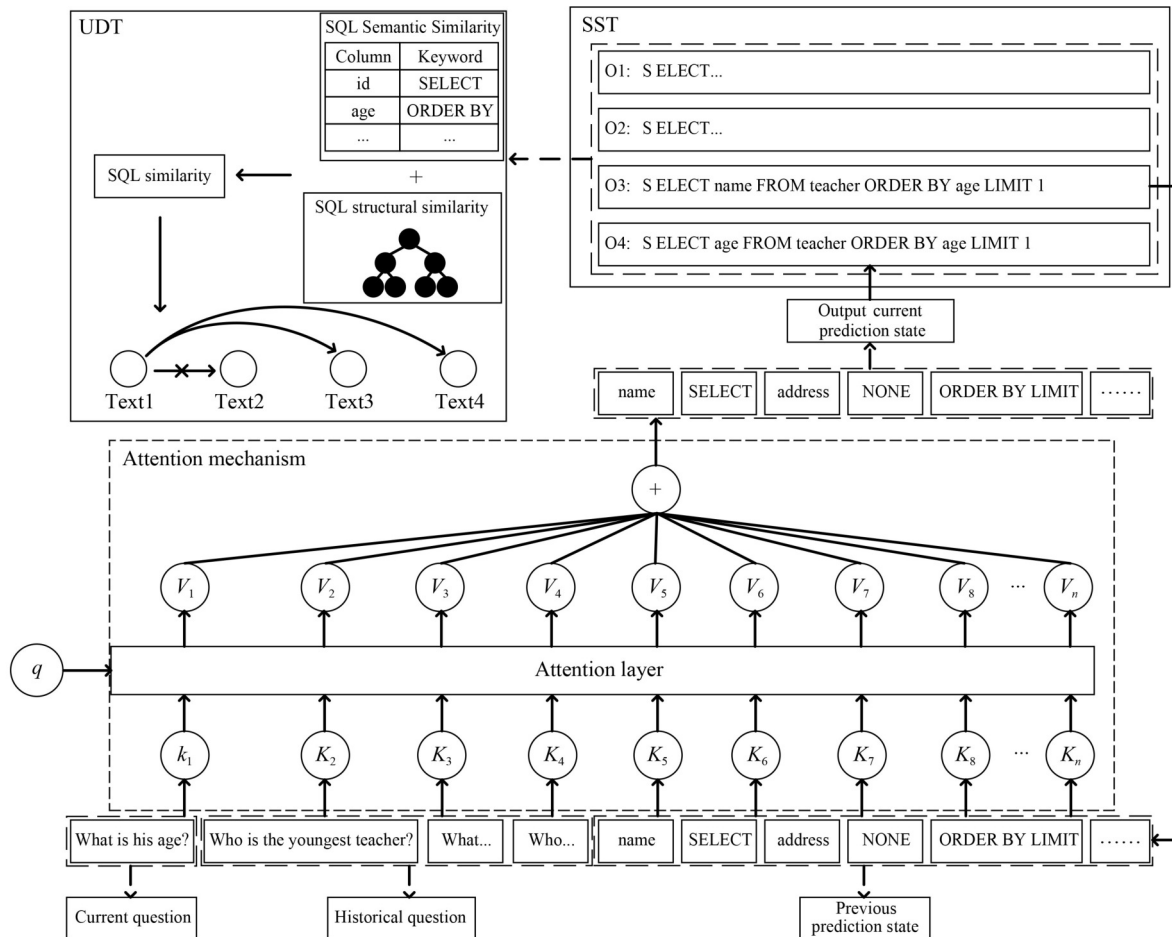 UDT
SQL Semantic Similarity
Column Keyword
id SELECT
age ORDER BY
... ...
SQL similarity
+
SQL structural similarity
Text1 Text2 Text3 Text4
SST
O1: S ELECT...
O2: S ELECT...
O3: S ELECT name FROM teacher ORDER BY age LIMIT 1
O4: S ELECT age FROM teacher ORDER BY age LIMIT 1
Output current
prediction state
name SELECT address NONE ORDER BY LIMIT ......
Attention mechanism
+
V1 V2 V3 V4 V5 V6 V7 V8 ... Vn
q
Attention layer
k1 K2 K3 K4 K5 K6 K7 K8 ... Kn
What is his age? Who is the youngest teacher? What... Who... name SELECT address NONE ORDER BY LIMIT ......
Current question
Historical question
Previous
prediction state